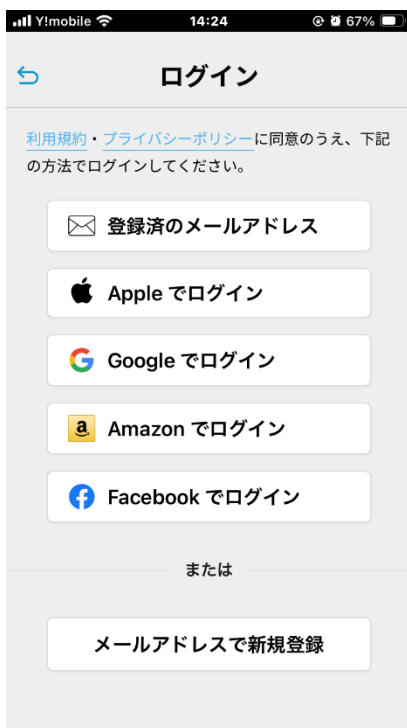 Y!mobile 14:24 67%
ログイン
利用規約・プライバシーポリシーに同意のうえ、下記
の方法でログインしてください。
登録済のメールアドレス
Apple でログイン
Google でログイン
a Amazon でログイン
Facebook でログイン
または
メールアドレスで新規登録